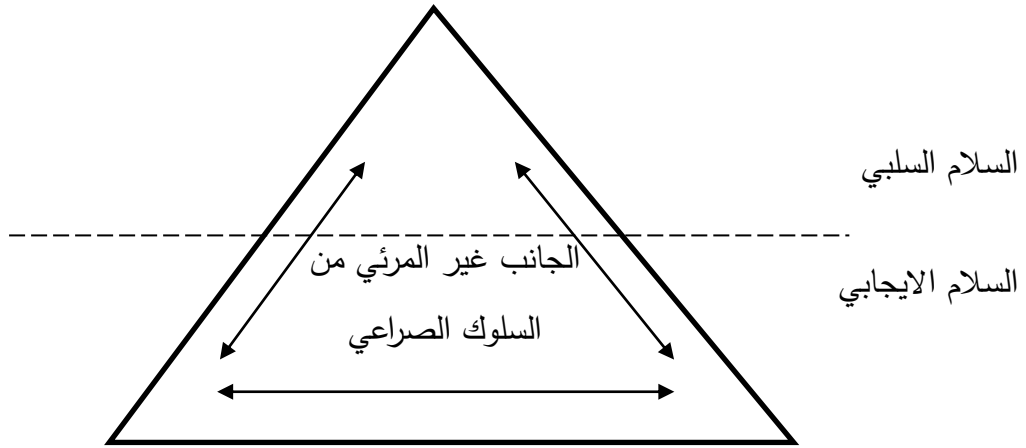 السلام السلبي
الجانب غير المرئي من
السلام الايجابي
السلوك الصراعي